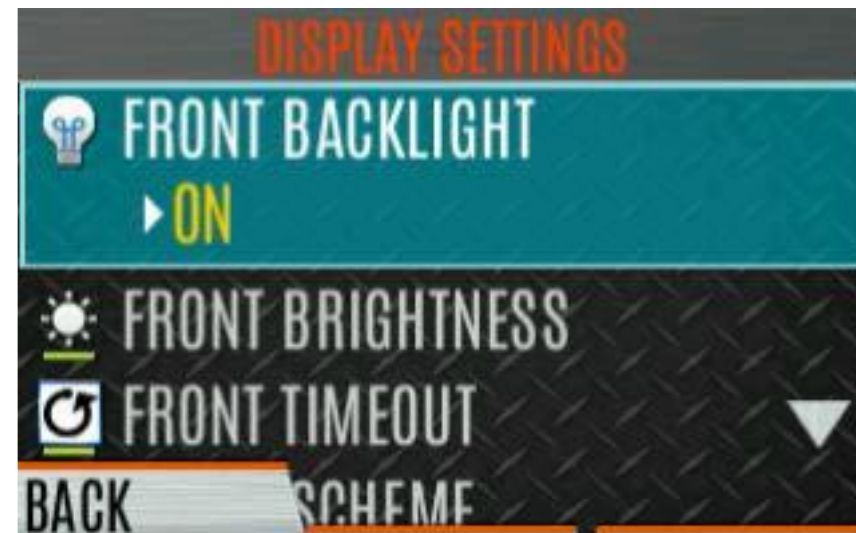 DISPLAY SETTINGS
FRONT BACKLIGHT
ON
FRONT BRIGHTNESS
FRONT TIMEOUT
SCHEME
BACK